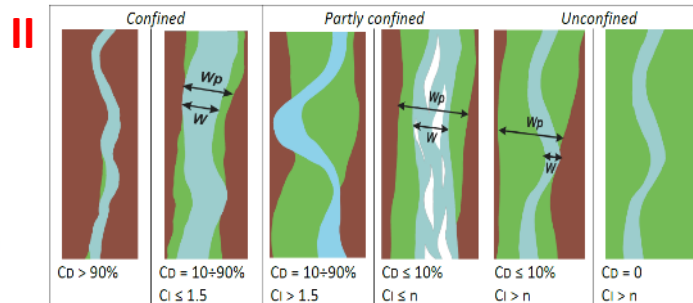 II
Confined Partly confined Unconfined
Wp
W
Wp
W
Wp
W
CD > 90%
CD = 10÷90%
CI ≤ 1.5
CD = 10÷90%
CI > 1.5
CD ≤ 10%
CI ≤ n
CD ≤ 10%
CI > n
CD = 0
CI > n